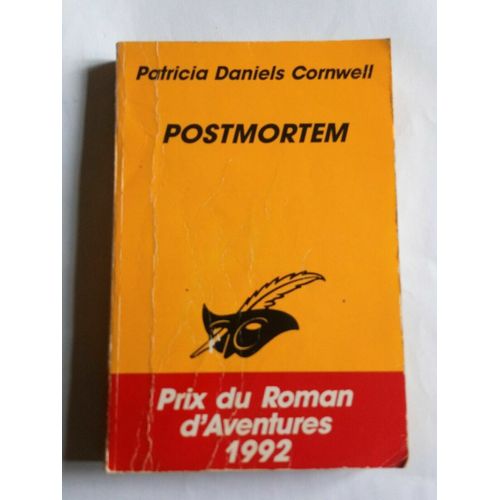 Patricia Daniels Cornwell
POSTMORTEM
Prix du Roman
d'Aventures
1992